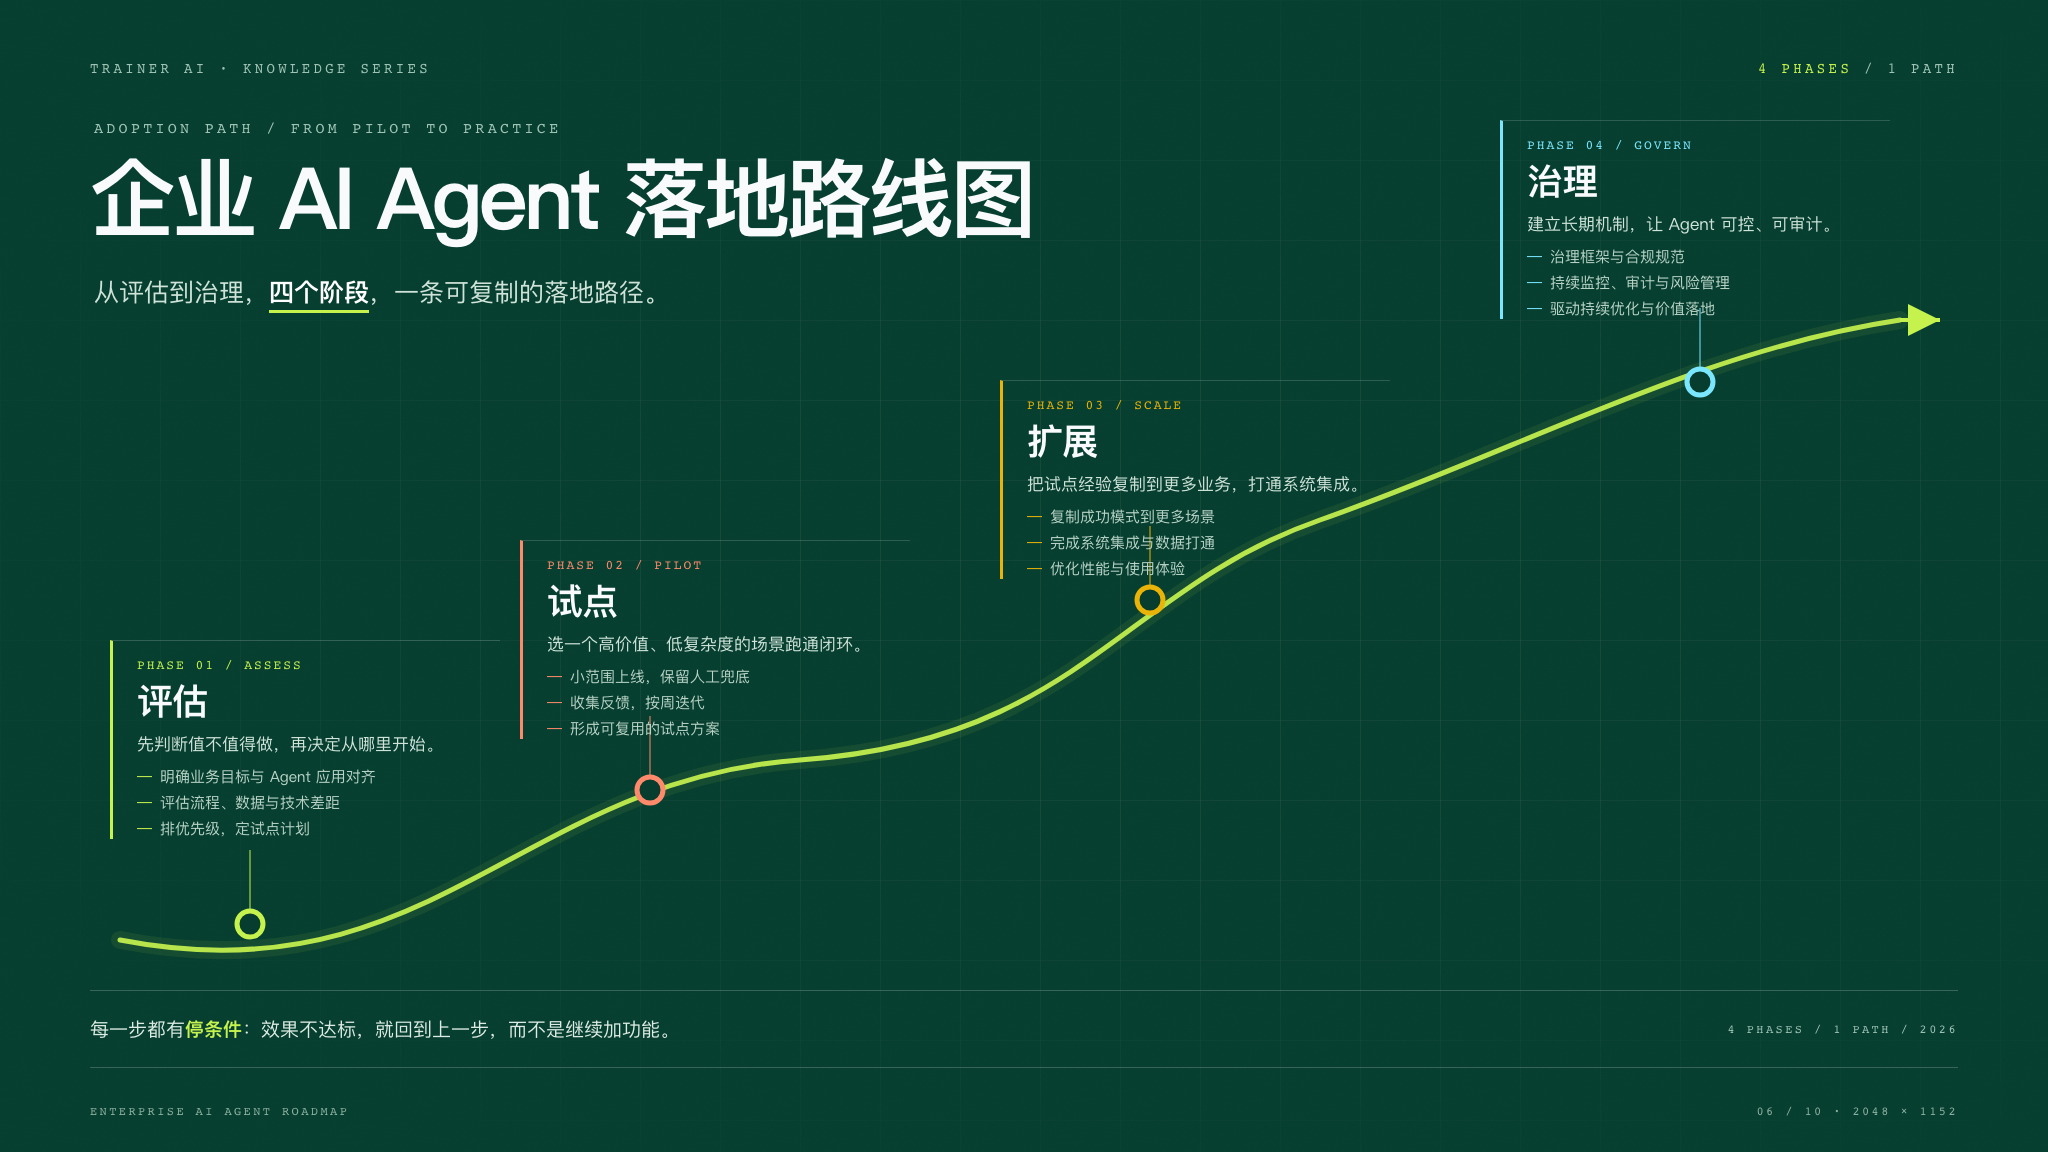 TRAINER AI · KNOWLEDGE SERIES
4 PHASES / 1 PATH
ADOPTION PATH / FROM PILOT TO PRACTICE
企业 AI Agent 落地路线图
从评估到治理，四个阶段，一条可复制的落地路径。
PHASE 01 / ASSESS
评估
先判断值不值得做，再决定从哪里开始。
— 明确业务目标与 Agent 应用对齐
— 评估流程、数据与技术差距
— 排优先级，定试点计划
PHASE 02 / PILOT
试点
选一个高价值、低复杂度的场景跑通闭环。
— 小范围上线，保留人工兜底
— 收集反馈，按周迭代
— 形成可复用的试点方案
PHASE 03 / SCALE
扩展
把试点经验复制到更多业务，打通系统集成。
— 复制成功模式到更多场景
— 完成系统集成与数据打通
— 优化性能与使用体验
PHASE 04 / GOVERN
治理
建立长期机制，让 Agent 可控、可审计。
— 治理框架与合规规范
— 持续监控、审计与风险管理
— 驱动持续优化与价值落地
每一步都有停条件：效果不达标，就回到上一步，而不是继续加功能。
4 PHASES / 1 PATH / 2026
ENTERPRISE AI AGENT ROADMAP
06 / 10 · 2048 × 1152